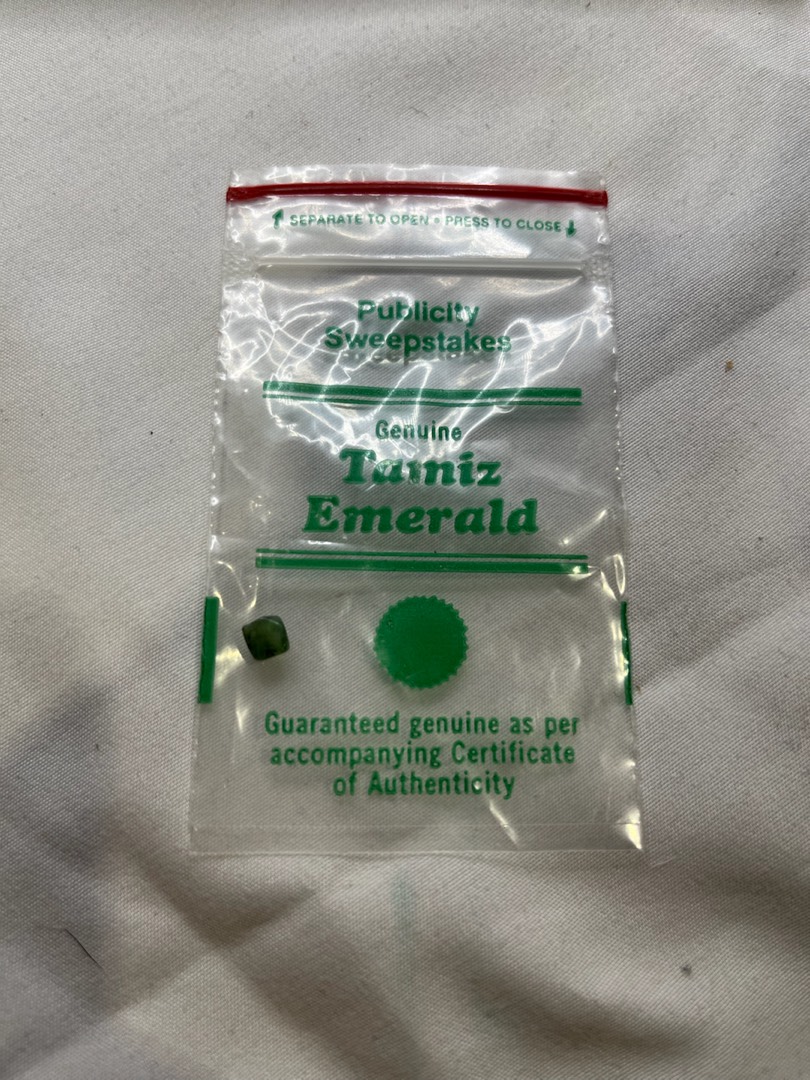 ↑ SEPARATE TO OPEN • PRESS TO CLOSE ↓
Publicity
Sweepstakes
Genuine
Tamiz
Emerald
Guaranteed genuine as per
accompanying Certificate
of Authenticity